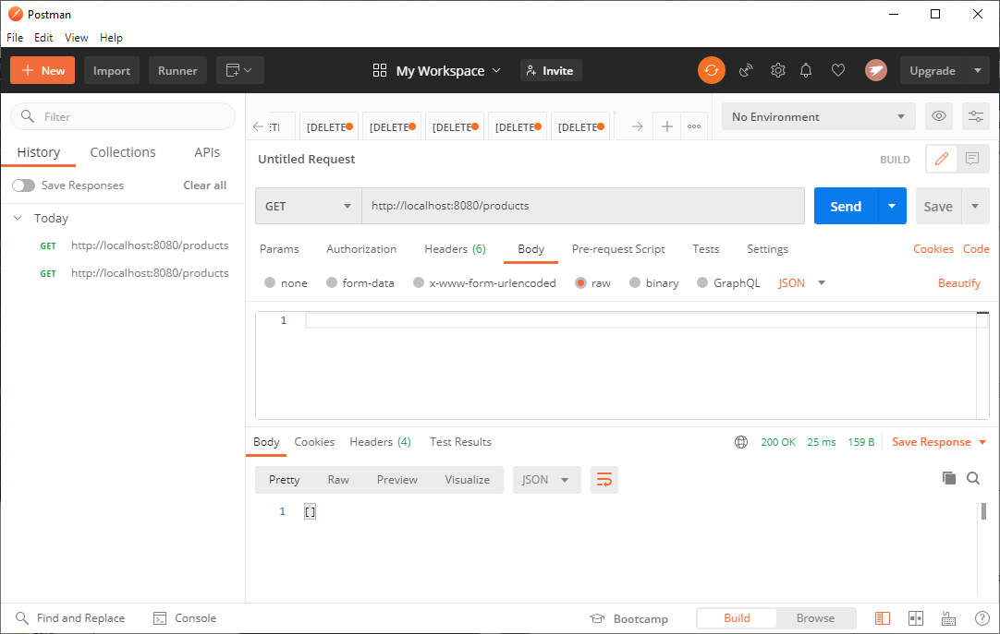 Postman
File Edit View Help
New Import Runner My Workspace Invite Upgrade
Filter
[DELETE [DELETE [DELETE [DELETE [DELETE
No Environment
History Collections APIs
Untitled Request BUILD
Save Responses Clear all
GET http://localhost:8080/products Send Save
Today
GET http://localhost:8080/products
GET http://localhost:8080/products
Params Authorization Headers (6) Body Pre-request Script Tests Settings Cookies Code
none form-data x-www-form-urlencoded raw binary GraphQL JSON Beautify
1
Body Cookies Headers (4) Test Results 200 OK 25 ms 159 B Save Response
Pretty Raw Preview Visualize JSON
1 []
Find and Replace Console Bootcamp Build Browse